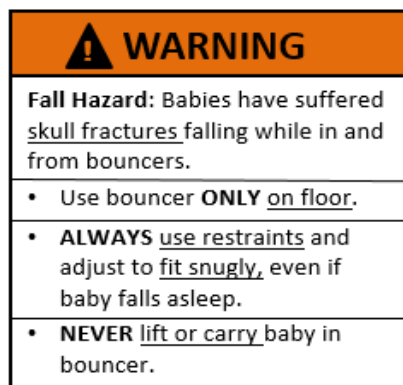 WARNING
Fall Hazard: Babies have suffered
skull fractures falling while in and
from bouncers.
• Use bouncer ONLY on floor.
• ALWAYS use restraints and
adjust to fit snugly, even if
baby falls asleep.
• NEVER lift or carry baby in
bouncer.